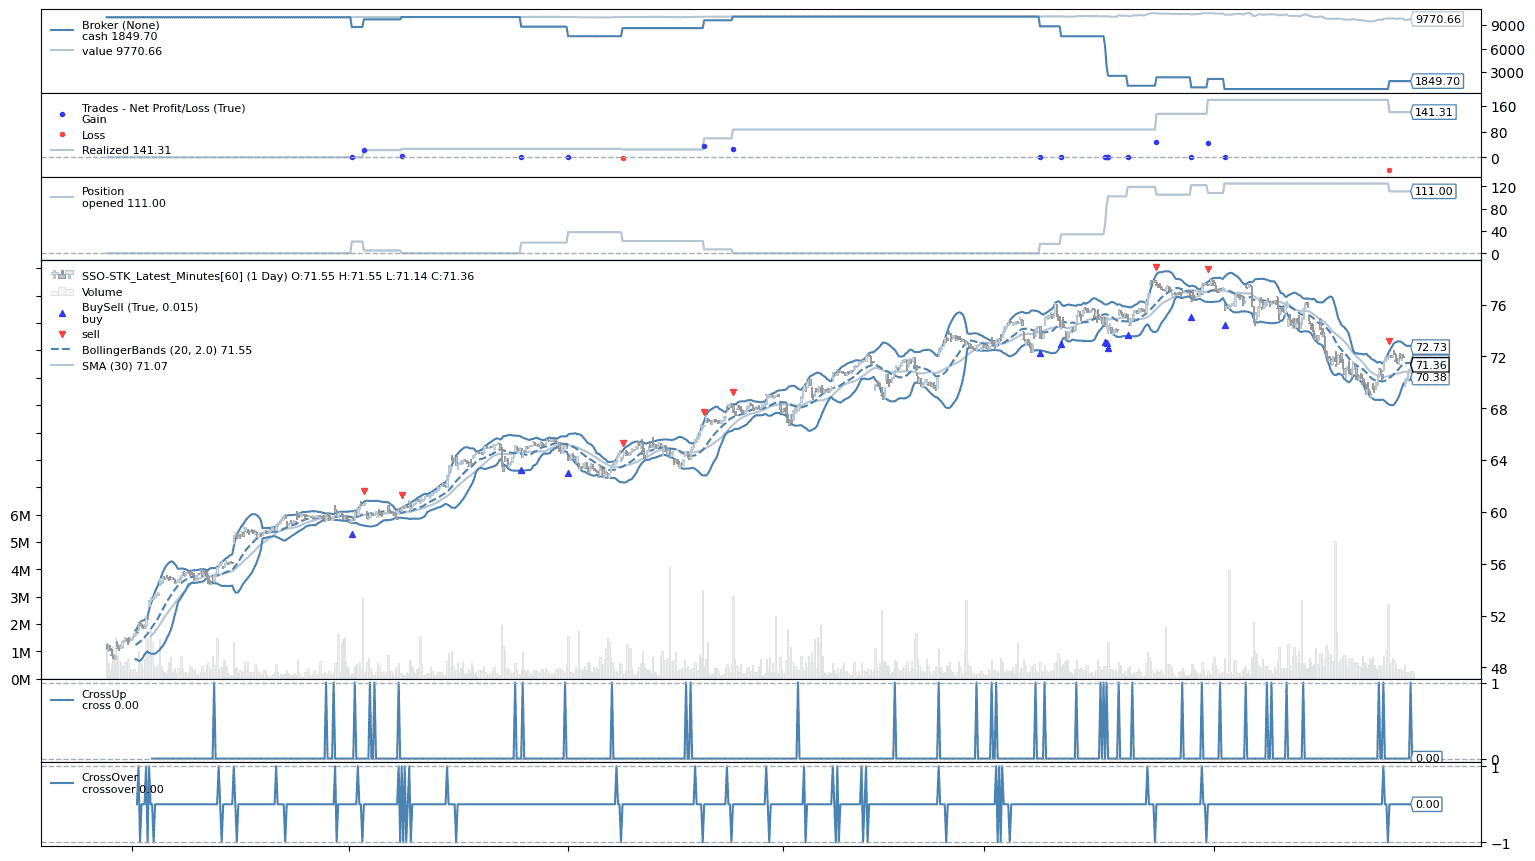 Broker (None)
cash 1849.70
value 9770.66
9770.66
1849.70
9000
6000
3000
Trades - Net Profit/Loss (True)
Gain
Loss
Realized 141.31
141.31
160
80
0
Position
opened 111.00
111.00
120
80
40
0
SSO-STK_Latest_Minutes[60] (1 Day) O:71.55 H:71.55 L:71.14 C:71.36
Volume
BuySell (True, 0.015)
buy
sell
BollingerBands (20, 2.0) 71.55
SMA (30) 71.07
72.73
71.36
70.38
76
72
68
64
60
56
52
48
6M
5M
4M
3M
2M
1M
0M
CrossUp
cross 0.00
0.00
1
0
CrossOver
crossover 0.00
0.00
1
−1